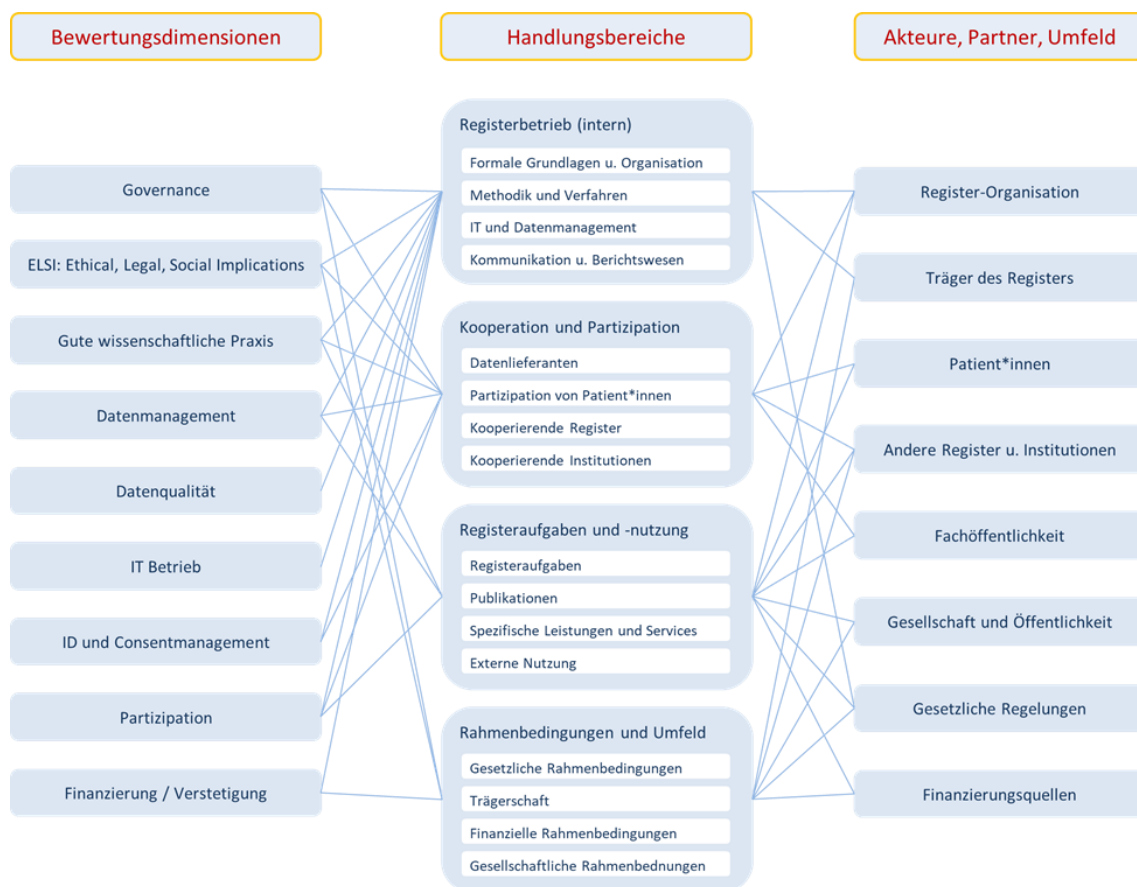 Bewertungsdimensionen
Handlungsbereiche
Akteure, Partner, Umfeld
Governance
ELSI: Ethical, Legal, Social Implications
Gute wissenschaftliche Praxis
Datenmanagement
Datenqualität
IT Betrieb
ID und Consentmanagement
Partizipation
Finanzierung / Verstetigung
Registerbetrieb (intern)
Formale Grundlagen u. Organisation
Methodik und Verfahren
IT und Datenmanagement
Kommunikation u. Berichtswesen
Kooperation und Partizipation
Datenlieferanten
Partizipation von Patient*innen
Kooperierende Register
Kooperierende Institutionen
Registeraufgaben und -nutzung
Registeraufgaben
Publikationen
Spezifische Leistungen und Services
Externe Nutzung
Rahmenbedingungen und Umfeld
Gesetzliche Rahmenbedingungen
Trägerschaft
Finanzielle Rahmenbedingungen
Gesellschaftliche Rahmenbednungen
Register-Organisation
Träger des Registers
Patient*innen
Andere Register u. Institutionen
Fachöffentlichkeit
Gesellschaft und Öffentlichkeit
Gesetzliche Regelungen
Finanzierungsquellen